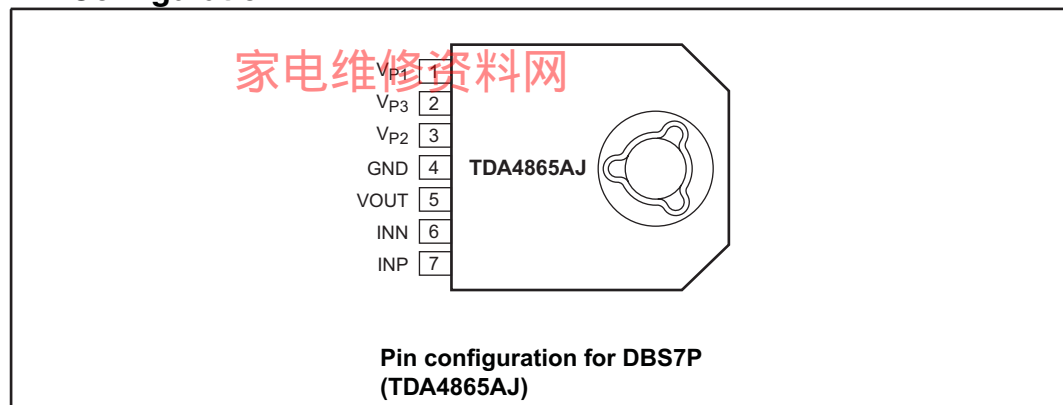 家电维修资料网
VP1 1
VP3 2
VP2 3
GND 4
VOUT 5
INN 6
INP 7
TDA4865AJ
Pin configuration for DBS7P
(TDA4865AJ)